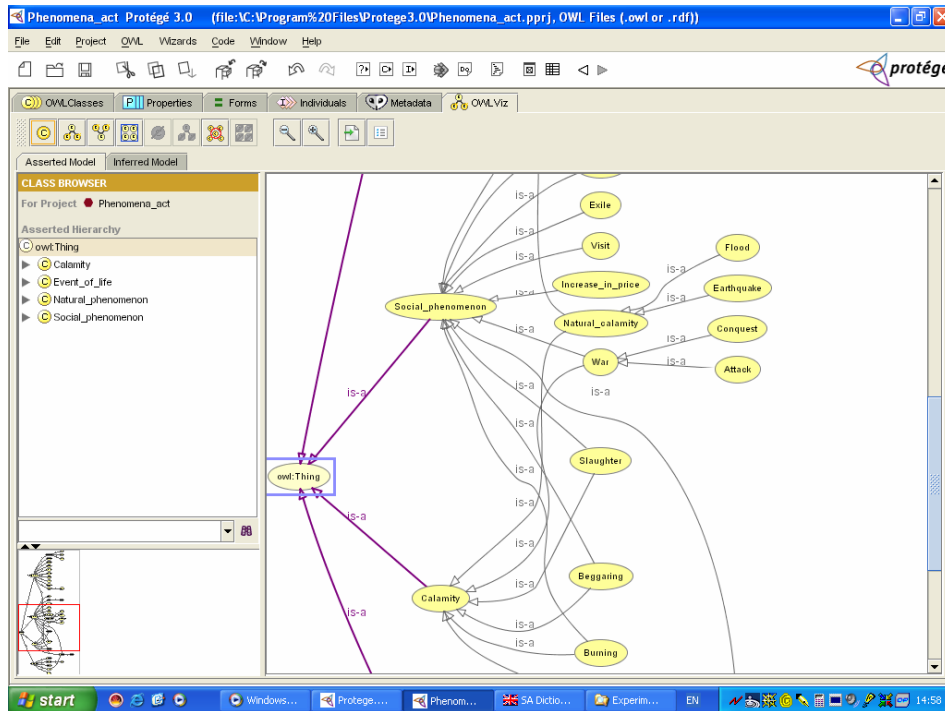 Phenomena_act Protégé 3.0 (file:\C:\Program%20Files\Protege3.0\Phenomena_act.pprj, OWL Files (.owl or .rdf))
File Edit Project OWL Wizards Code Window Help
protégé
OWLClasses Properties Forms Individuals Metadata OWLViz
Asserted Model Inferred Model
CLASS BROWSER
For Project Phenomena_act
Asserted Hierarchy
owl:Thing
Calamity
Event_of_life
Natural_phenomenon
Social_phenomenon
is-a
Exile
is-a
Visit
is-a
Flood
is-a
Increase_in_price
is-a
Earthquake
is-a
Social_phenomenon
Natural_calamity
is-a
Conquest
is-a
War
is-a
Attack
is-a
is-a
is-a
is-a
Slaughter
is-a
owl:Thing
is-a
is-a
is-a
Beggaring
is-a
Calamity
is-a
is-a
is-a
Burning
start Windows... Protege.... Phenom... SA Dictio... Experim... EN 14:58